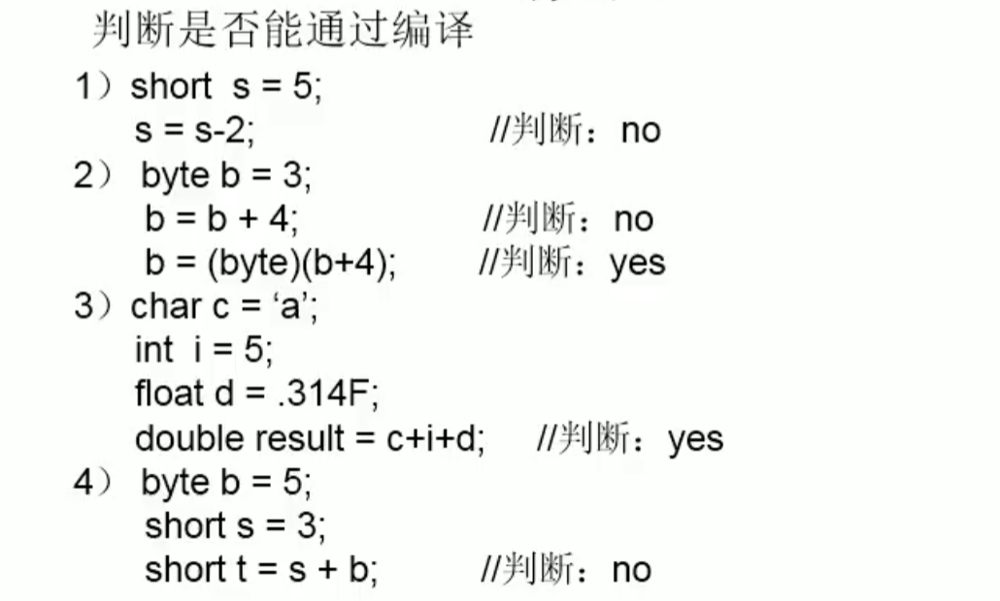 判断是否能通过编译
1）short s = 5;
s = s-2; //判断：no
2） byte b = 3;
b = b + 4; //判断：no
b = (byte)(b+4); //判断：yes
3）char c = ‘a’;
int i = 5;
float d = .314F;
double result = c+i+d; //判断：yes
4） byte b = 5;
short s = 3;
short t = s + b; //判断：no